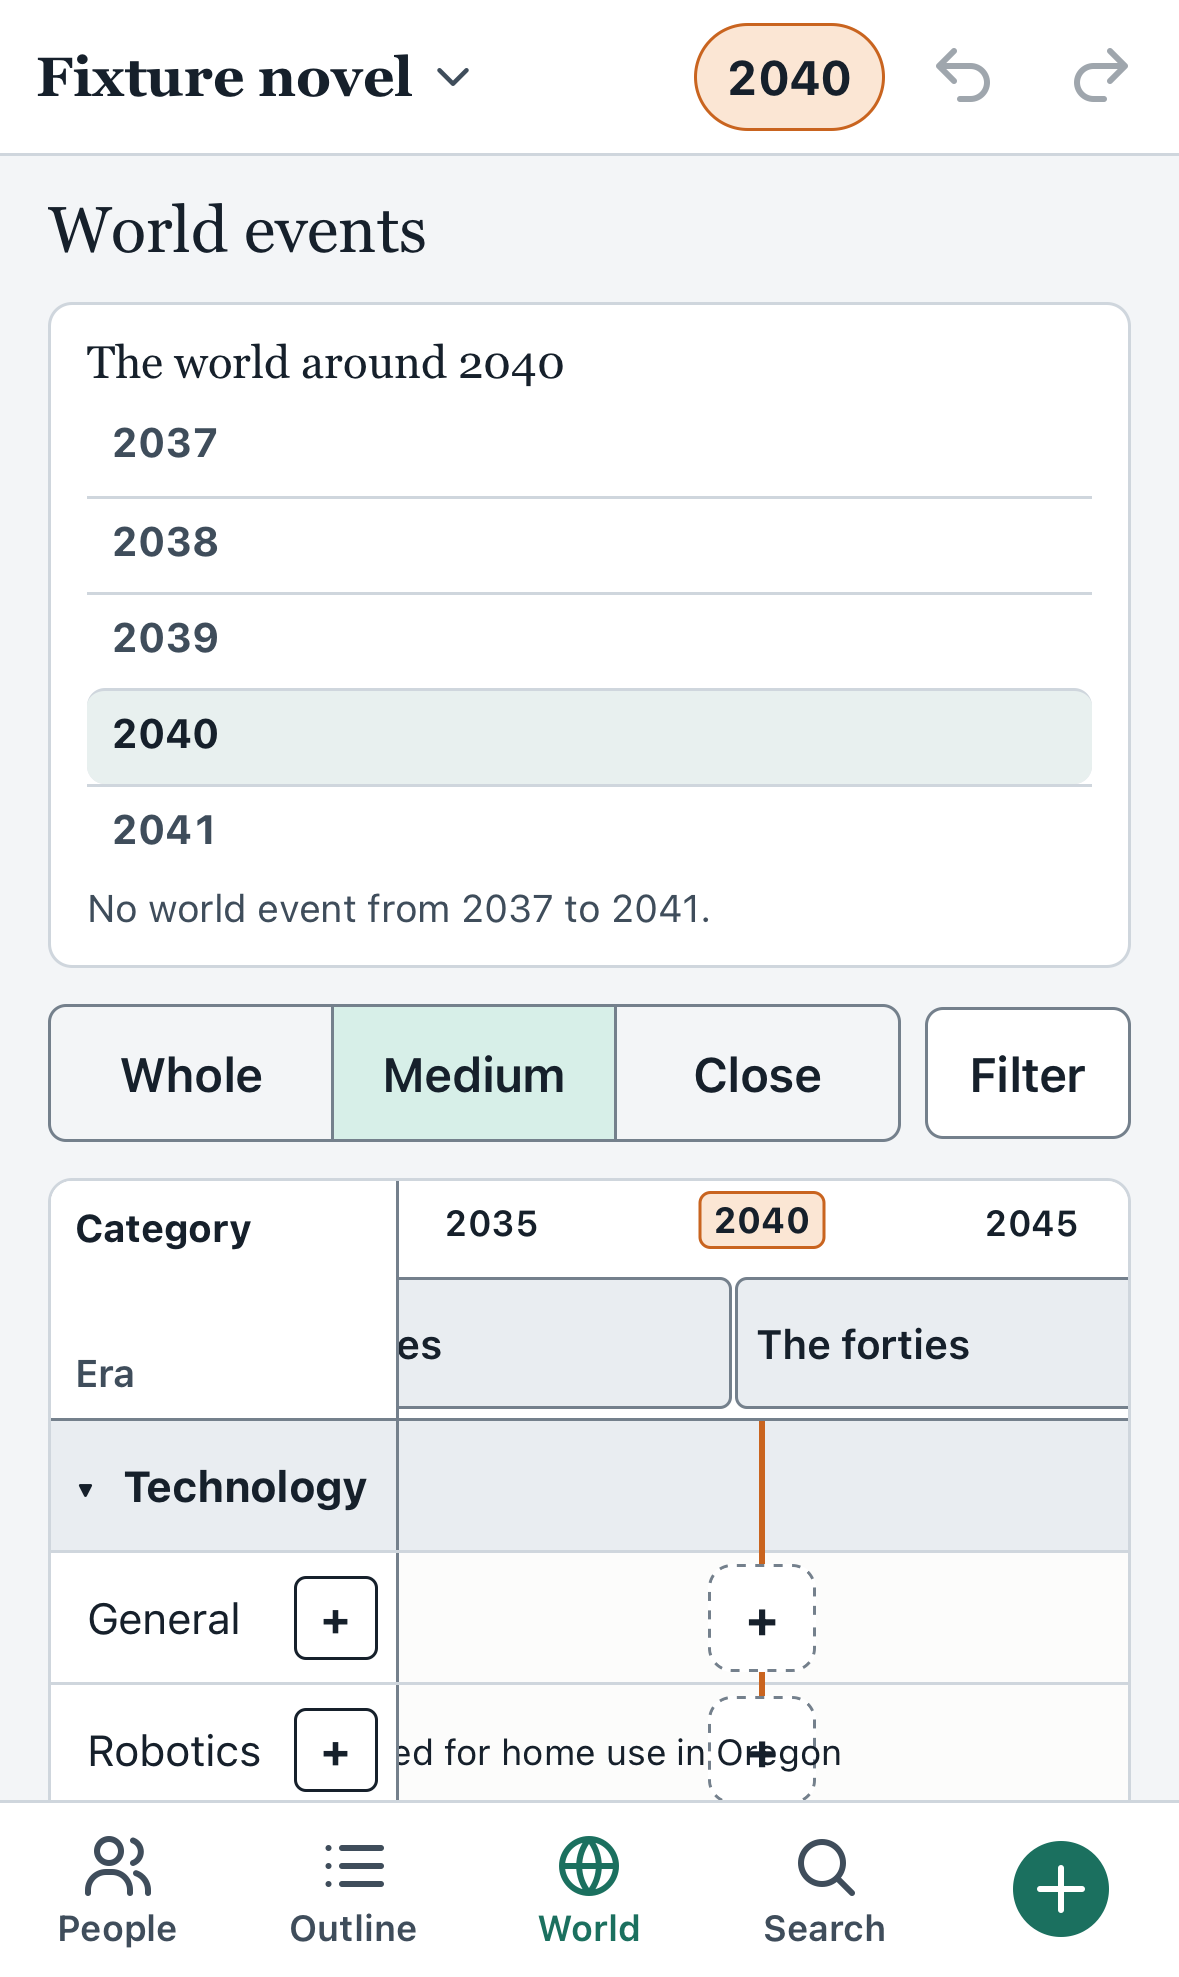 Fixture novel
2040
World events
The world around 2040
2037
2038
2039
2040
2041
No world event from 2037 to 2041.
Whole Medium Close Filter
Category 2035 2040 2045
Era es The forties
Technology
General + +
Robotics + ed for home use in Oregon +
People Outline World Search